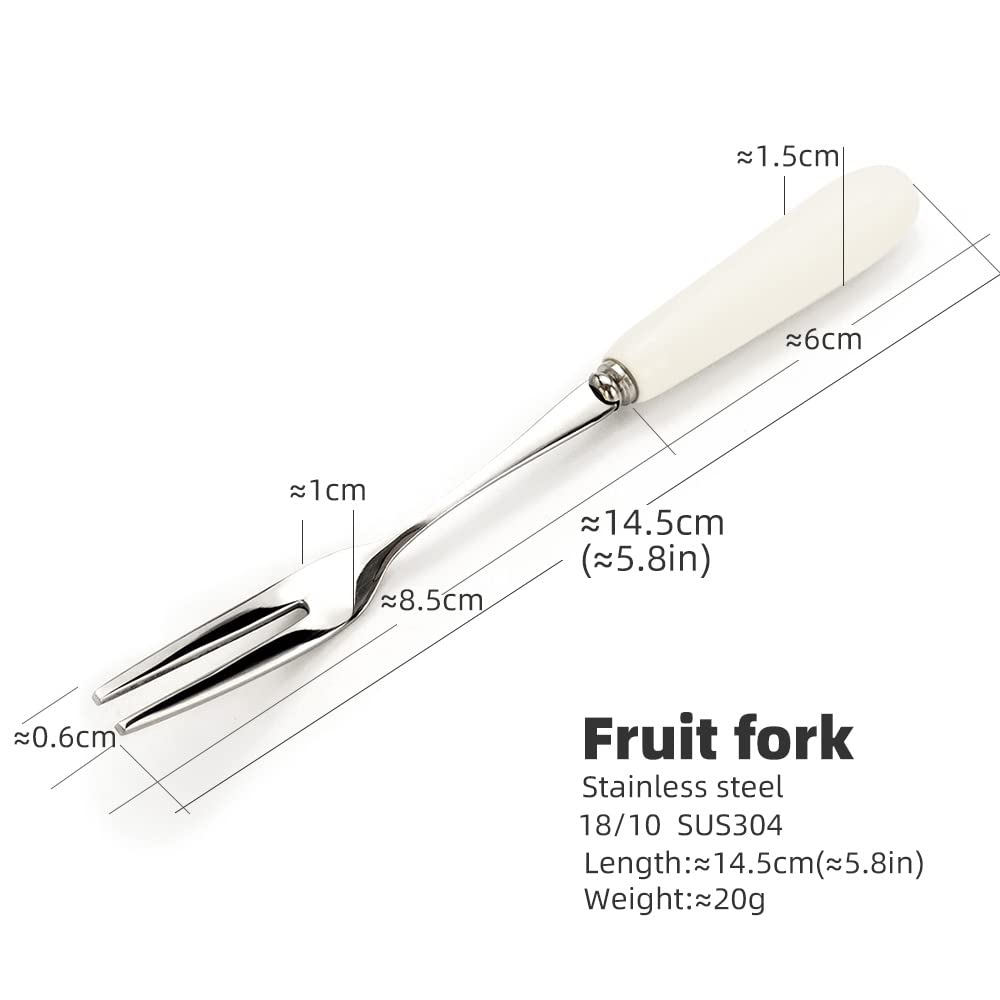 ≈1.5cm
≈6cm
≈1cm
≈14.5cm
(≈5.8in)
≈8.5cm
≈0.6cm
Fruit fork
Stainless steel
18/10 SUS304
Length:≈14.5cm(≈5.8in)
Weight:≈20g